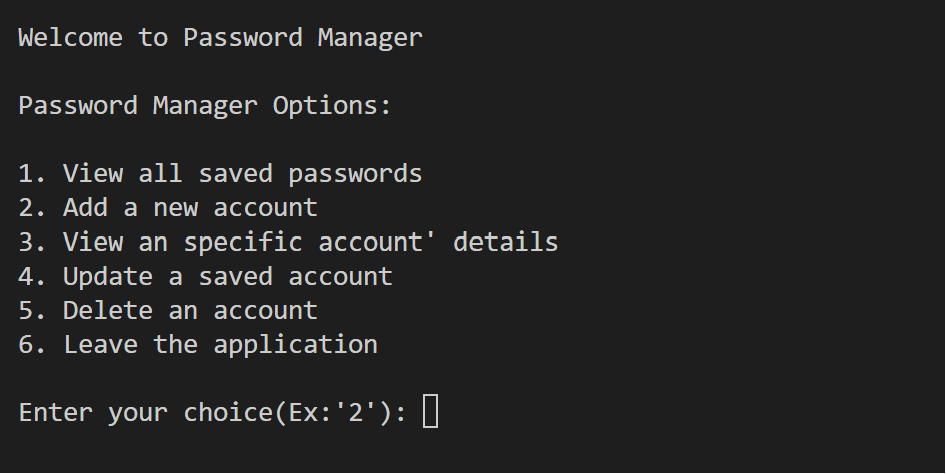 Welcome to Password Manager
Password Manager Options:
1. View all saved passwords
2. Add a new account
3. View an specific account' details
4. Update a saved account
5. Delete an account
6. Leave the application
Enter your choice(Ex:'2'):